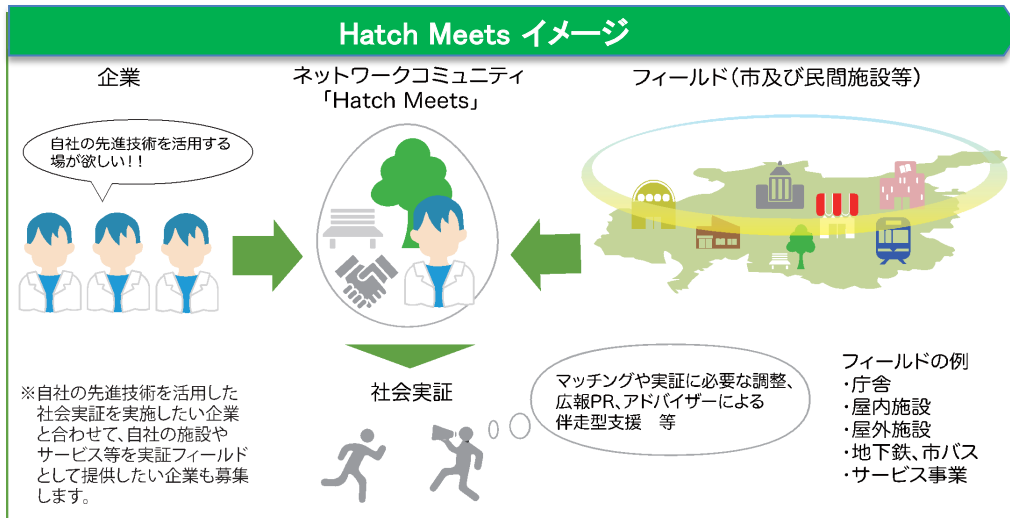 Hatch Meets イメージ
企業
ネットワークコミュニティ
「Hatch Meets」
フィールド（市及び民間施設等）
自社の先進技術を活用する
場が欲しい！！
※自社の先進技術を活用した
社会実証を実施したい企業
と合わせて、自社の施設や
サービス等を実証フィールド
として提供したい企業も募集
します。
社会実証
マッチングや実証に必要な調整、
広報PR、アドバイザーによる
伴走型支援　等
フィールドの例
・庁舎
・屋内施設
・屋外施設
・地下鉄、市バス
・サービス事業